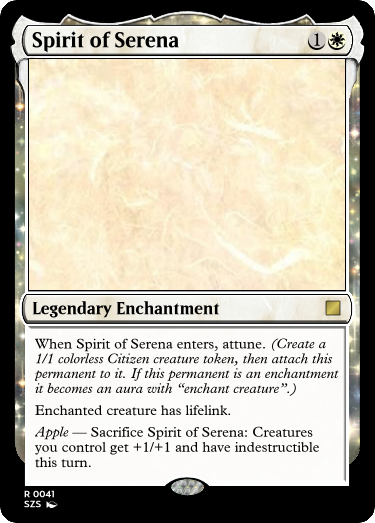 Spirit of Serena 1
Legendary Enchantment
When Spirit of Serena enters, attune. (Create a
1/1 colorless Citizen creature token, then attach this
permanent to it. If this permanent is an enchantment
it becomes an aura with “enchant creature”.)
Enchanted creature has lifelink.
Apple — Sacrifice Spirit of Serena: Creatures
you control get +1/+1 and have indestructible
this turn.
R 0041
SZS